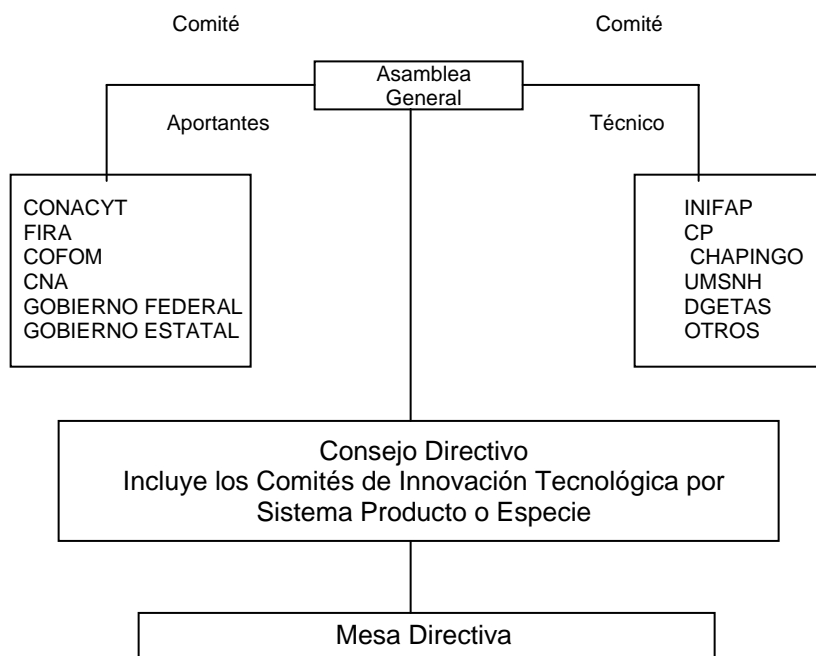 Comité
Comité
Asamblea
General
Aportantes
Técnico
CONACYT
FIRA
COFOM
CNA
GOBIERNO FEDERAL
GOBIERNO ESTATAL
INIFAP
CP
CHAPINGO
UMSNH
DGETAS
OTROS
Consejo Directivo
Incluye los Comités de Innovación Tecnológica por
Sistema Producto o Especie
Mesa Directiva